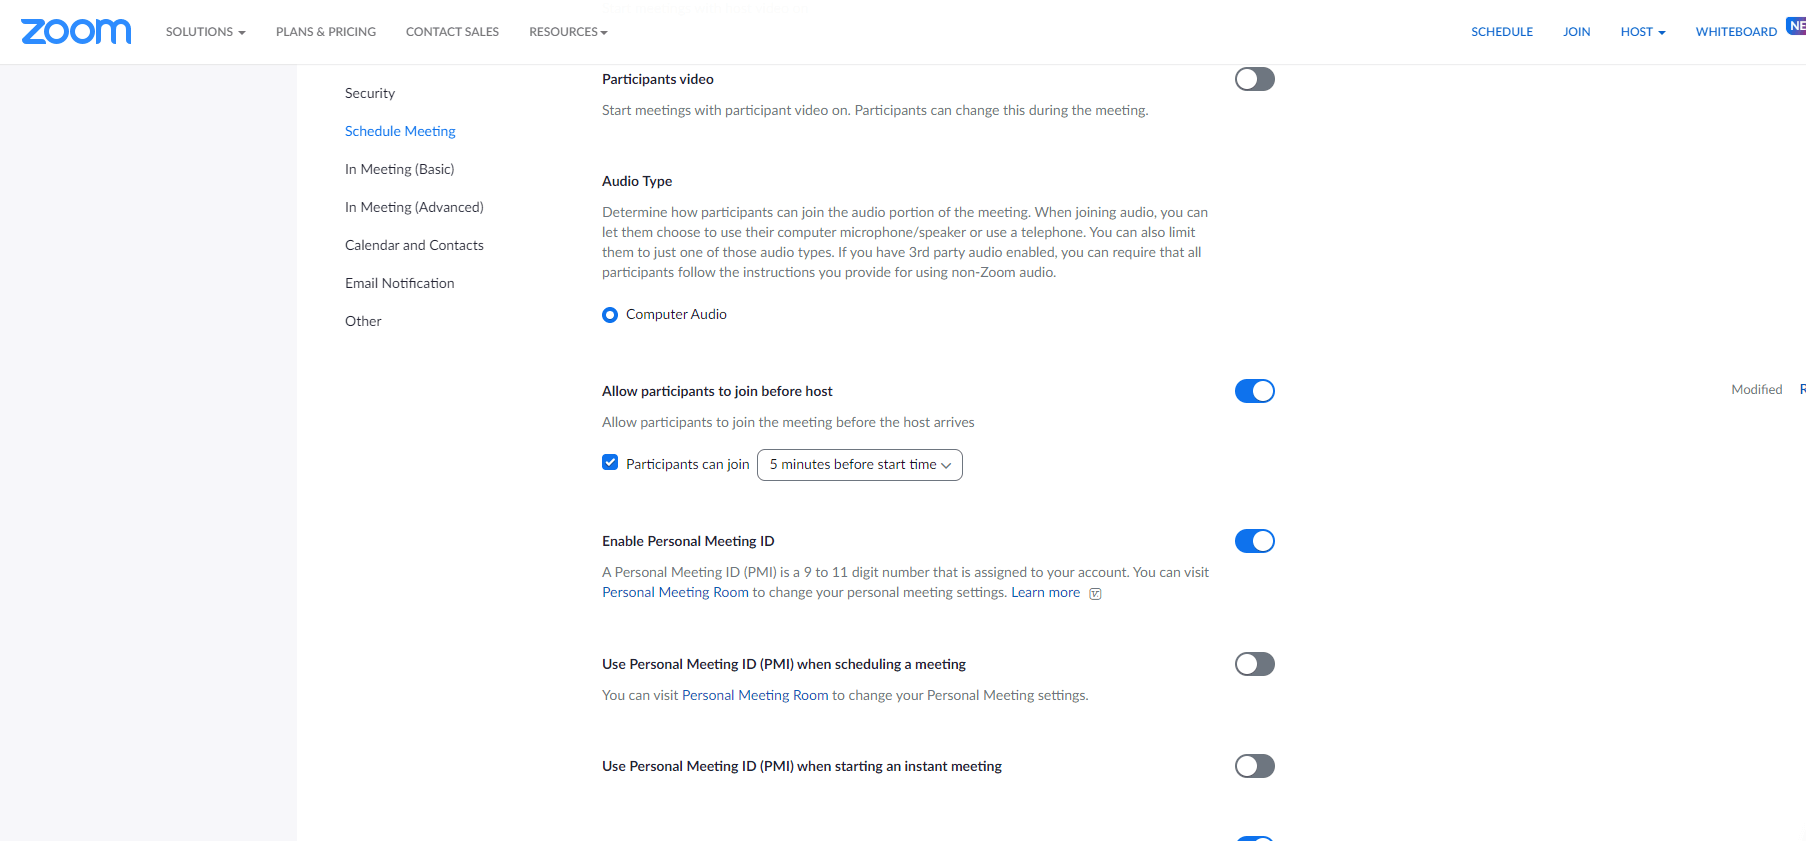 zoom
SOLUTIONS
PLANS & PRICING
CONTACT SALES
RESOURCES
SCHEDULE
JOIN
HOST
WHITEBOARD
NE
Security
Schedule Meeting
In Meeting (Basic)
In Meeting (Advanced)
Calendar and Contacts
Email Notification
Other
Participants video
Start meetings with participant video on. Participants can change this during the meeting.
Audio Type
Determine how participants can join the audio portion of the meeting. When joining audio, you can
let them choose to use their computer microphone/speaker or use a telephone. You can also limit
them to just one of those audio types. If you have 3rd party audio enabled, you can require that all
participants follow the instructions you provide for using non-Zoom audio.
Computer Audio
Allow participants to join before host
Modified
Allow participants to join the meeting before the host arrives
Participants can join 5 minutes before start time
Enable Personal Meeting ID
A Personal Meeting ID (PMI) is a 9 to 11 digit number that is assigned to your account. You can visit
Personal Meeting Room to change your personal meeting settings. Learn more
Use Personal Meeting ID (PMI) when scheduling a meeting
You can visit Personal Meeting Room to change your Personal Meeting settings.
Use Personal Meeting ID (PMI) when starting an instant meeting